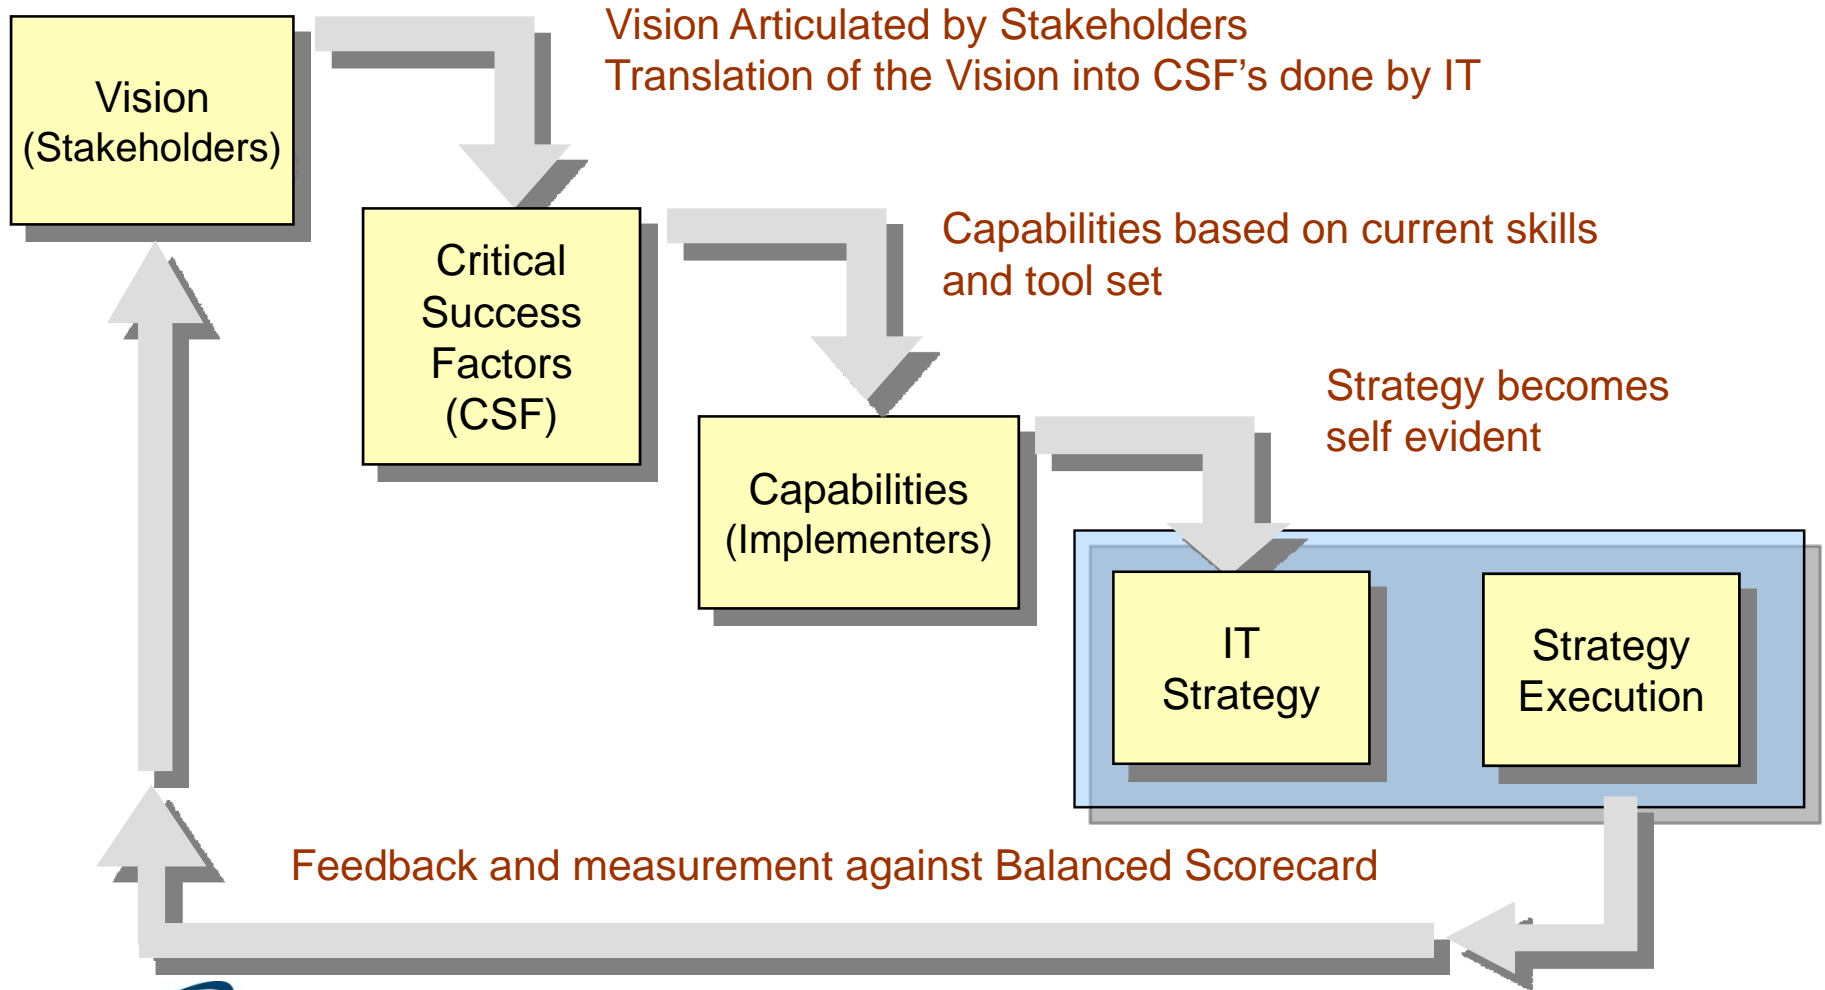 Vision Articulated by Stakeholders
Translation of the Vision into CSF's done by IT
Vision
(Stakeholders)
Capabilities based on current skills
and tool set
Critical
Success
Factors
(CSF)
Strategy becomes
self evident
Capabilities
(Implementers)
IT
Strategy
Strategy
Execution
Feedback and measurement against Balanced Scorecard